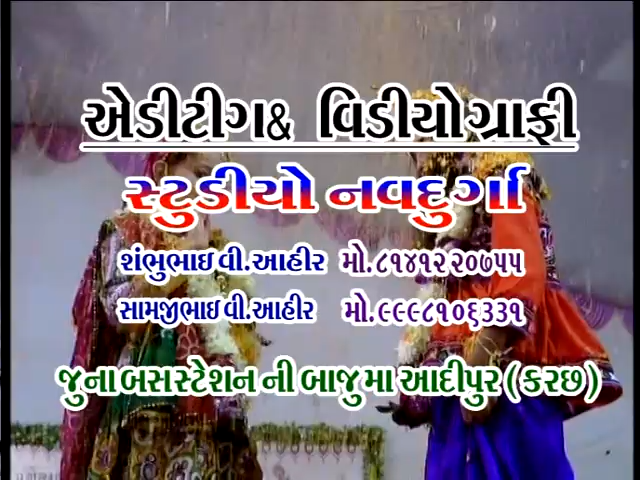 એડીટીગ& વિડીયોગ્રાફી
સ્ટુડીયો નવદુર્ગા
શંભુભાઇ વી.આહીર મો.૮૧૪૧૨૨૦૭૫૫
સામજીભાઇ વી.આહીર મો.૯૯૯૮૧૦૬૩૩૧
જુના બસસ્ટેશન ની બાજુમા આદીપુર ( કચ્છ )